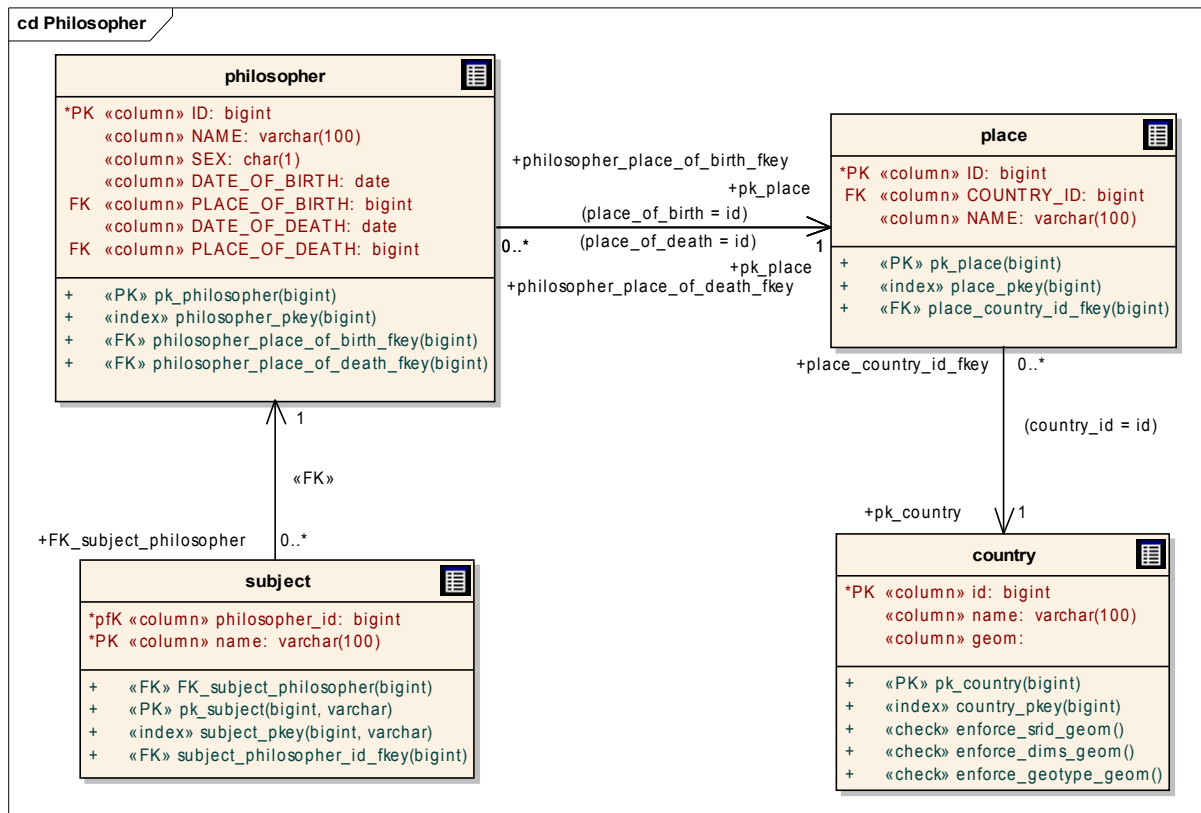 cd Philosopher
philosopher
*PK «column» ID: bigint
«column» NAME: varchar(100)
«column» SEX: char(1)
«column» DATE_OF_BIRTH: date
FK «column» PLACE_OF_BIRTH: bigint
«column» DATE_OF_DEATH: date
FK «column» PLACE_OF_DEATH: bigint
+ «PK» pk_philosopher(bigint)
+ «index» philosopher_pkey(bigint)
+ «FK» philosopher_place_of_birth_fkey(bigint)
+ «FK» philosopher_place_of_death_fkey(bigint)
+philosopher_place_of_birth_fkey
+pk_place
(place_of_birth = id)
0..*
(place_of_death = id)
1
+pk_place
+philosopher_place_of_death_fkey
place
*PK «column» ID: bigint
FK «column» COUNTRY_ID: bigint
«column» NAME: varchar(100)
+ «PK» pk_place(bigint)
+ «index» place_pkey(bigint)
+ «FK» place_country_id_fkey(bigint)
+place_country_id_fkey
0..*
(country_id = id)
+pk_country
1
1
«FK»
+FK_subject_philosopher
0..*
subject
*pfK «column» philosopher_id: bigint
*PK «column» name: varchar(100)
+ «FK» FK_subject_philosopher(bigint)
+ «PK» pk_subject(bigint, varchar)
+ «index» subject_pkey(bigint, varchar)
+ «FK» subject_philosopher_id_fkey(bigint)
country
*PK «column» id: bigint
«column» name: varchar(100)
«column» geom:
+ «PK» pk_country(bigint)
+ «index» country_pkey(bigint)
+ «check» enforce_srid_geom()
+ «check» enforce_dims_geom()
+ «check» enforce_geotype_geom()